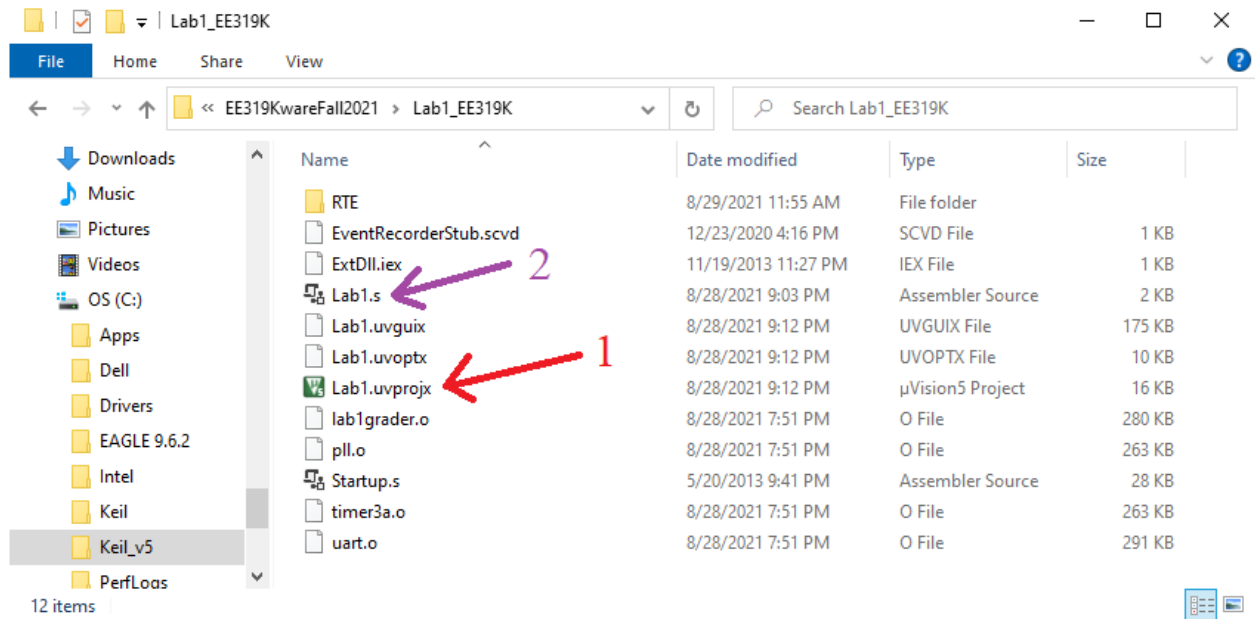 Lab1_EE319K
File Home Share View
« EE319KwareFall2021 > Lab1_EE319K Search Lab1_EE319K
Name Date modified Type Size
Downloads
Music
Pictures
Videos
OS (C:)
Apps
Dell
Drivers
EAGLE 9.6.2
Intel
Keil
Keil_v5
PerfLogs
RTE 8/29/2021 11:55 AM File folder
EventRecorderStub.scvd 12/23/2020 4:16 PM SCVD File 1 KB
ExtDll.iex 11/19/2013 11:27 PM IEX File 1 KB
2
Lab1.s 8/28/2021 9:03 PM Assembler Source 2 KB
Lab1.uvguix 8/28/2021 9:12 PM UVGUIX File 175 KB
Lab1.uvoptx 8/28/2021 9:12 PM UVOPTX File 10 KB
1
Lab1.uvprojx 8/28/2021 9:12 PM µVision5 Project 16 KB
lab1grader.o 8/28/2021 7:51 PM O File 280 KB
pll.o 8/28/2021 7:51 PM O File 263 KB
Startup.s 5/20/2013 9:41 PM Assembler Source 28 KB
timer3a.o 8/28/2021 7:51 PM O File 263 KB
uart.o 8/28/2021 7:51 PM O File 291 KB
12 items